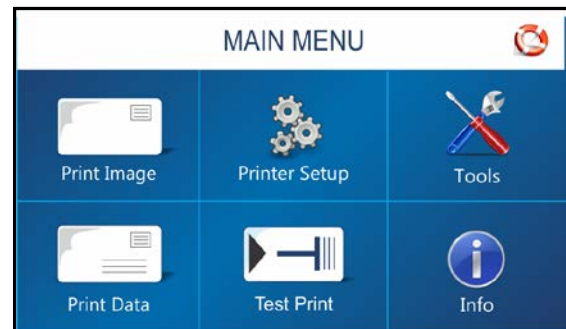 MAIN MENU
Print Image
Printer Setup
Tools
Print Data
Test Print
Info